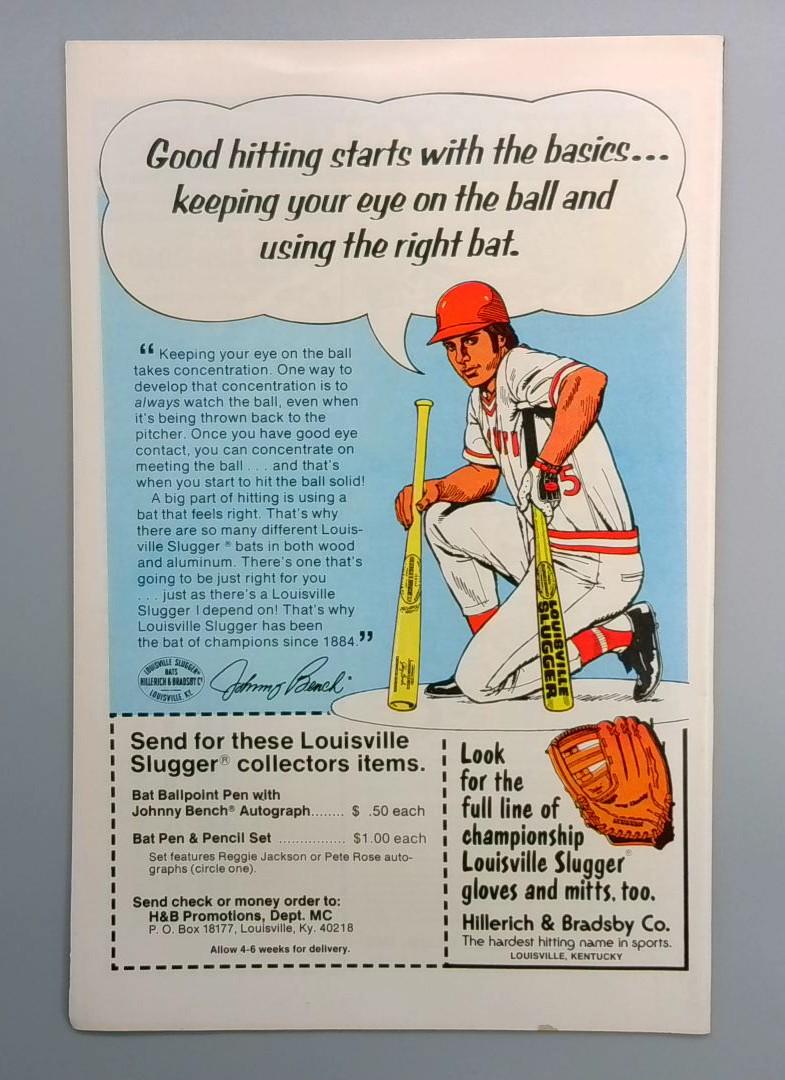 Good hitting starts with the basics...
keeping your eye on the ball and
using the right bat.
“ Keeping your eye on the ball
takes concentration. One way to
develop that concentration is to
always watch the ball, even when
it's being thrown back to the
pitcher. Once you have good eye
contact, you can concentrate on
meeting the ball . . . and that's
when you start to hit the ball solid!
A big part of hitting is using a
bat that feels right. That's why
there are so many different Louis-
ville Slugger ® bats in both wood
and aluminum. There's one that's
going to be just right for you
. . . just as there's a Louisville
Slugger I depend on! That's why
Louisville Slugger has been
the bat of champions since 1884.”
LOUISVILLE SLUGGER
BATS
HILLERICH & BRADSBY Cº
LOUISVILLE, KY.
Johnny Bench®
5
LOUISVILLE
SLUGGER
Send for these Louisville
Slugger® collectors items.
Bat Ballpoint Pen with
Johnny Bench® Autograph........ $ .50 each
Bat Pen & Pencil Set ................ $1.00 each
Set features Reggie Jackson or Pete Rose auto-
graphs (circle one).
Send check or money order to:
H&B Promotions, Dept. MC
P. O. Box 18177, Louisville, Ky. 40218
Allow 4-6 weeks for delivery.
Look
for the
full line of
championship
Louisville Slugger®
gloves and mitts, too.
Hillerich & Bradsby Co.
The hardest hitting name in sports.
LOUISVILLE, KENTUCKY